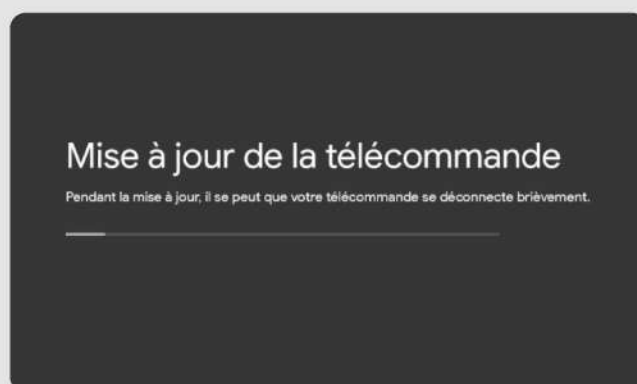 Mise à jour de la télécommande
Pendant la mise à jour, il se peut que votre télécommande se déconnecte brièvement.